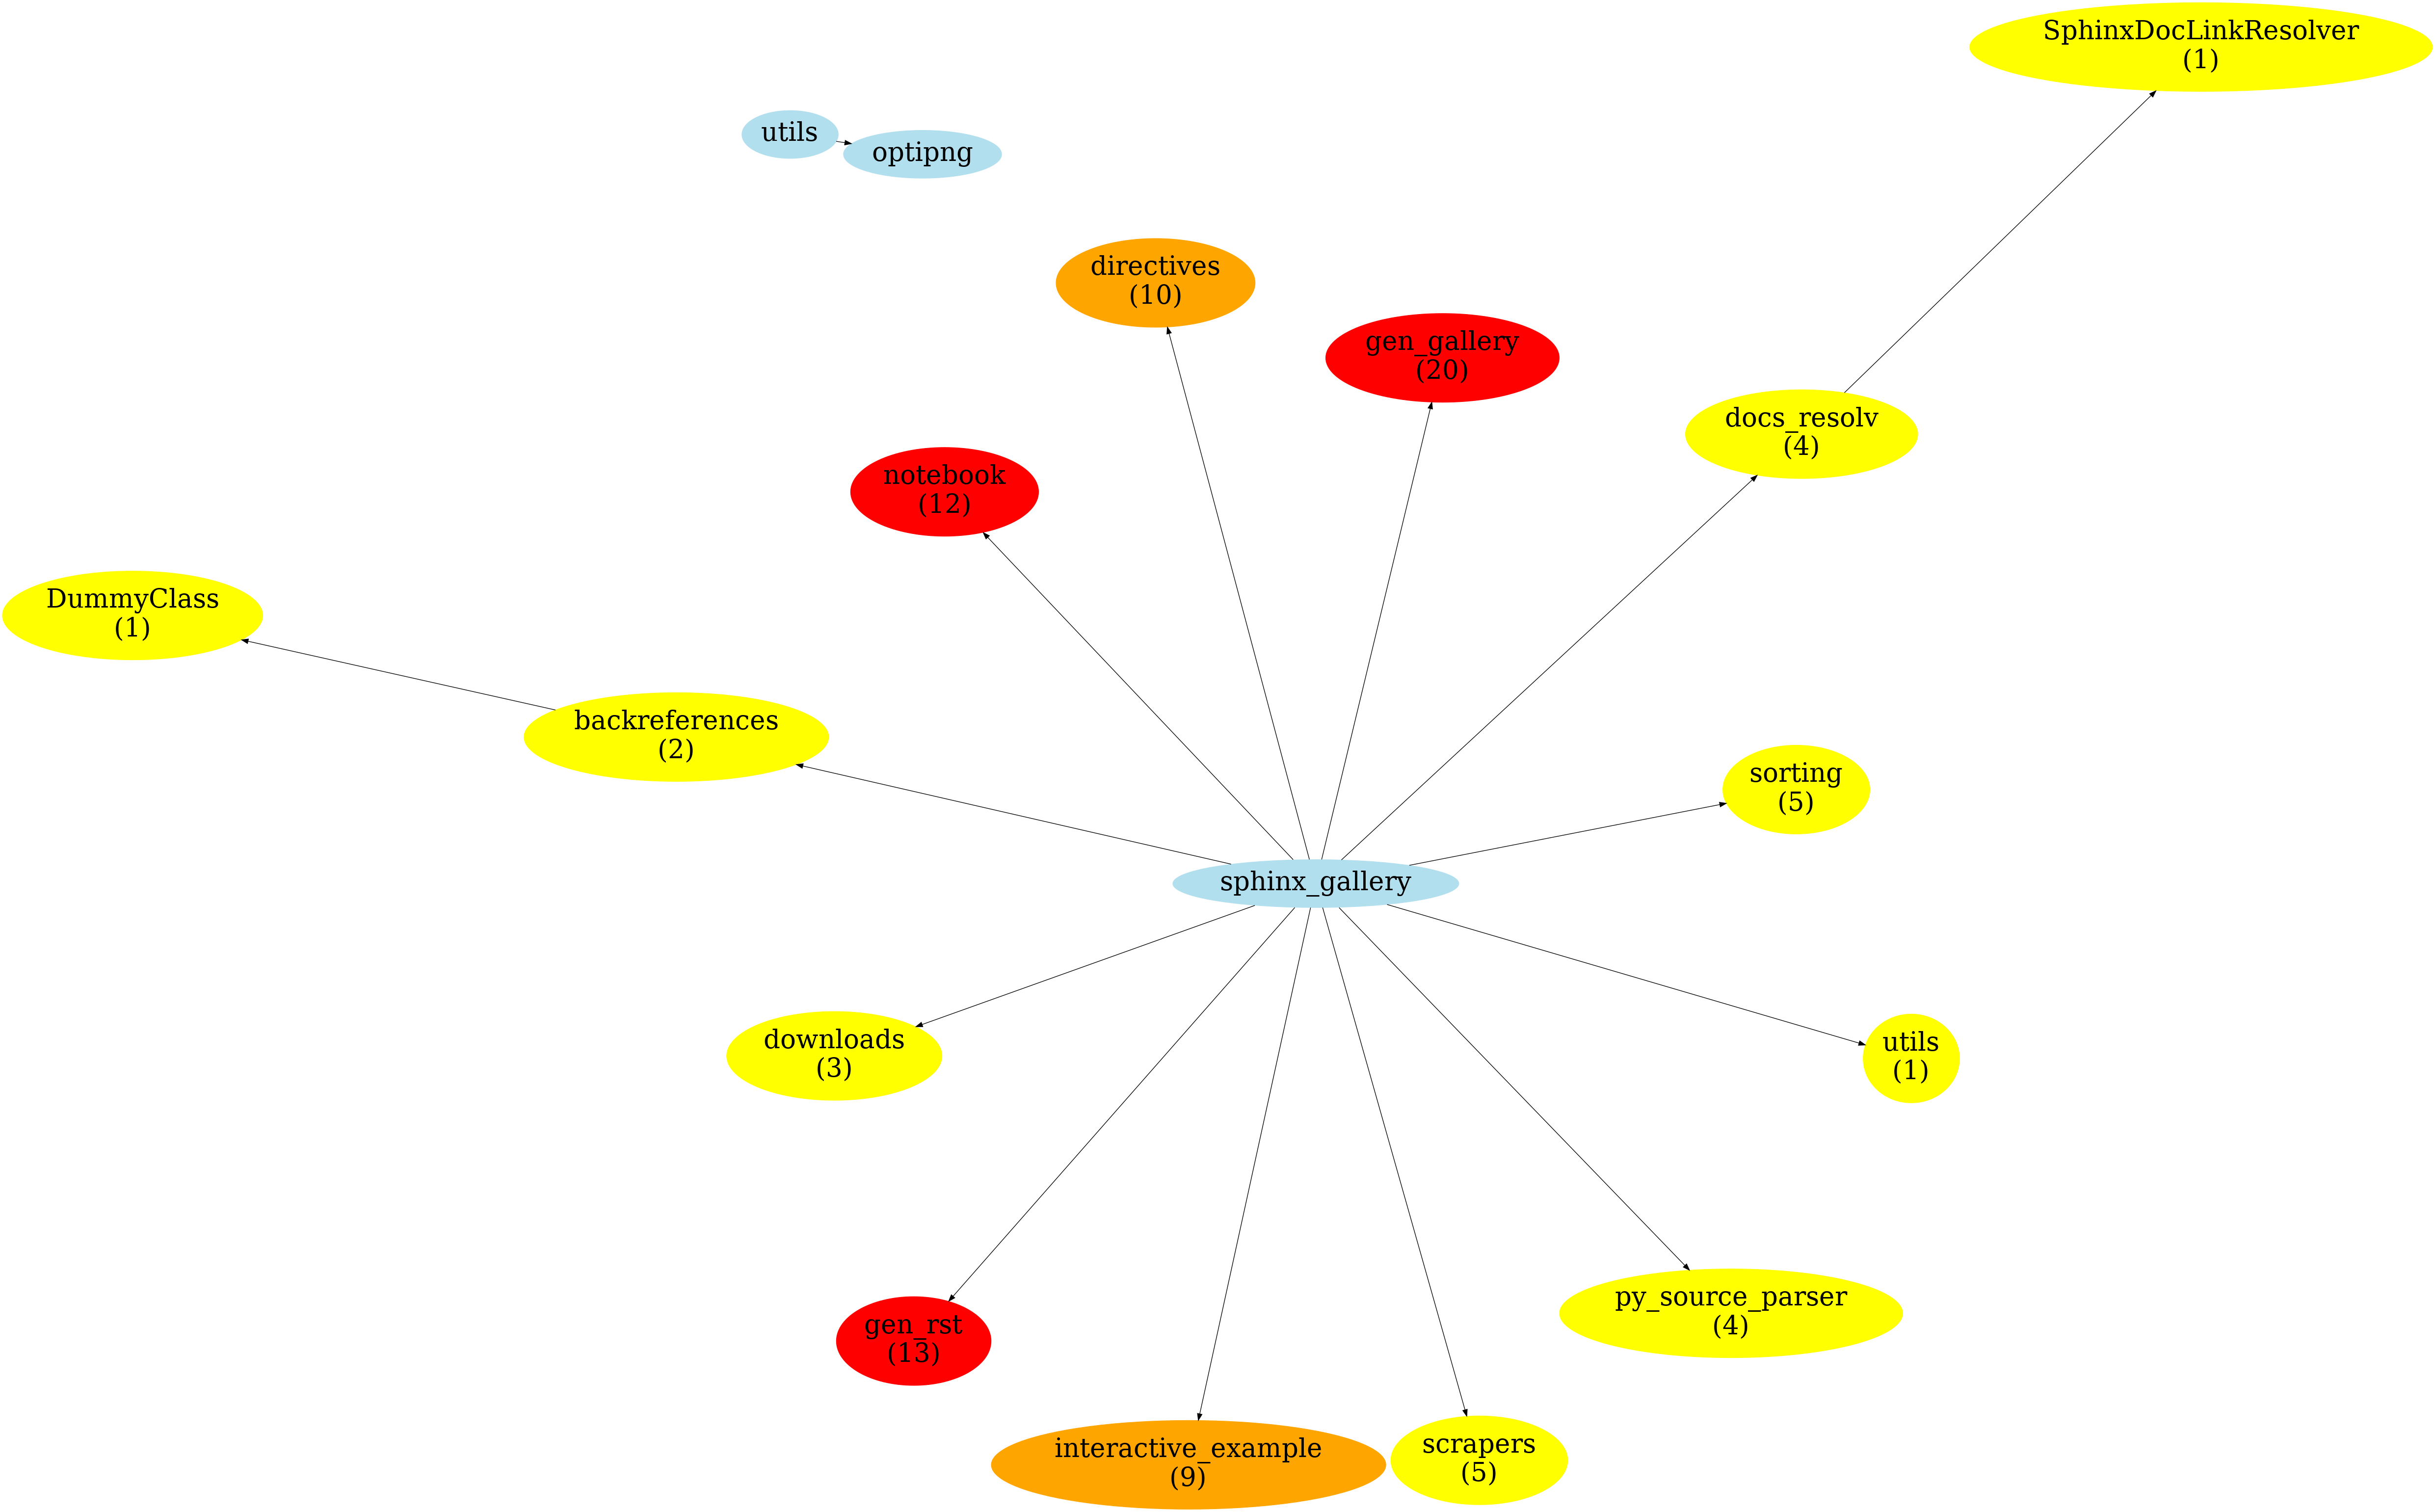 SphinxDocLinkResolver
(1)
utils
optipng
directives
(10)
gen_gallery
(20)
docs_resolv
(4)
notebook
(12)
DummyClass
(1)
backreferences
(2)
sorting
(5)
sphinx_gallery
downloads
(3)
utils
(1)
gen_rst
(13)
py_source_parser
(4)
interactive_example
(9)
scrapers
(5)